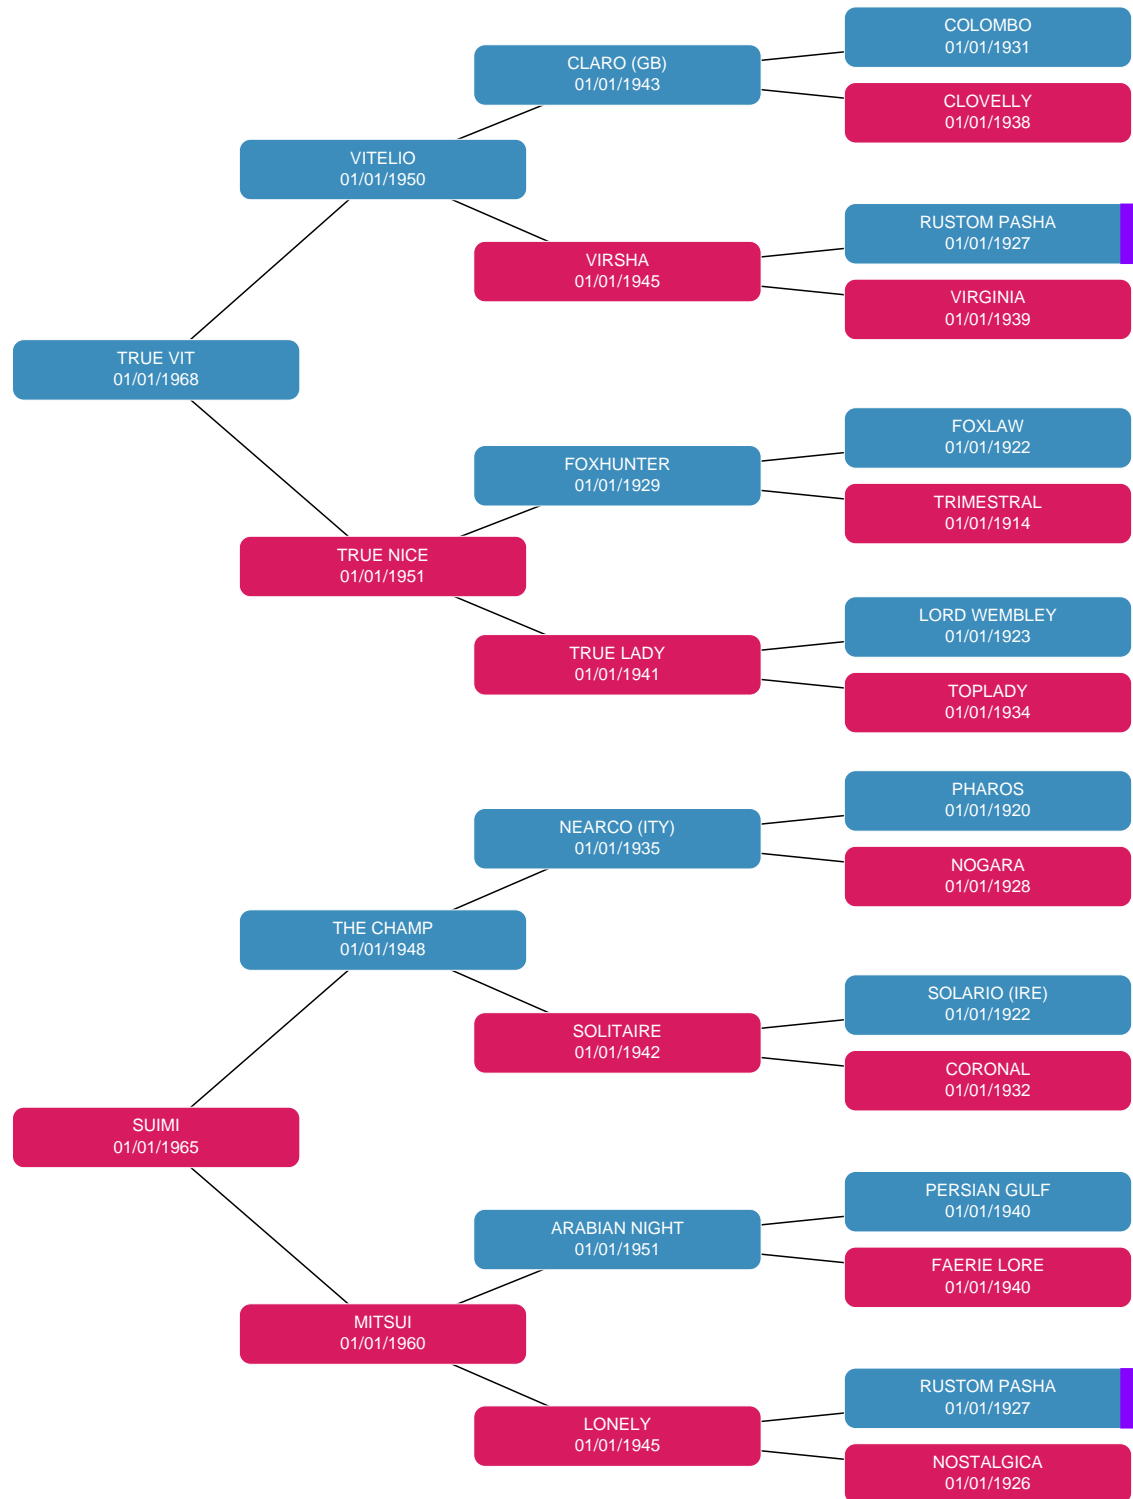 COLOMBO
01/01/1931
CLARO (GB)
01/01/1943
CLOVELLY
01/01/1938
VITELIO
01/01/1950
RUSTOM PASHA
01/01/1927
VIRSHA
01/01/1945
VIRGINIA
01/01/1939
TRUE VIT
01/01/1968
FOXLAW
01/01/1922
FOXHUNTER
01/01/1929
TRIMESTRAL
01/01/1914
TRUE NICE
01/01/1951
LORD WEMBLEY
01/01/1923
TRUE LADY
01/01/1941
TOPLADY
01/01/1934
PHAROS
01/01/1920
NEARCO (ITY)
01/01/1935
NOGARA
01/01/1928
THE CHAMP
01/01/1948
SOLARIO (IRE)
01/01/1922
SOLITAIRE
01/01/1942
CORONAL
01/01/1932
SUIMI
01/01/1965
PERSIAN GULF
01/01/1940
ARABIAN NIGHT
01/01/1951
FAERIE LORE
01/01/1940
MITSUI
01/01/1960
RUSTOM PASHA
01/01/1927
LONELY
01/01/1945
NOSTALGICA
01/01/1926